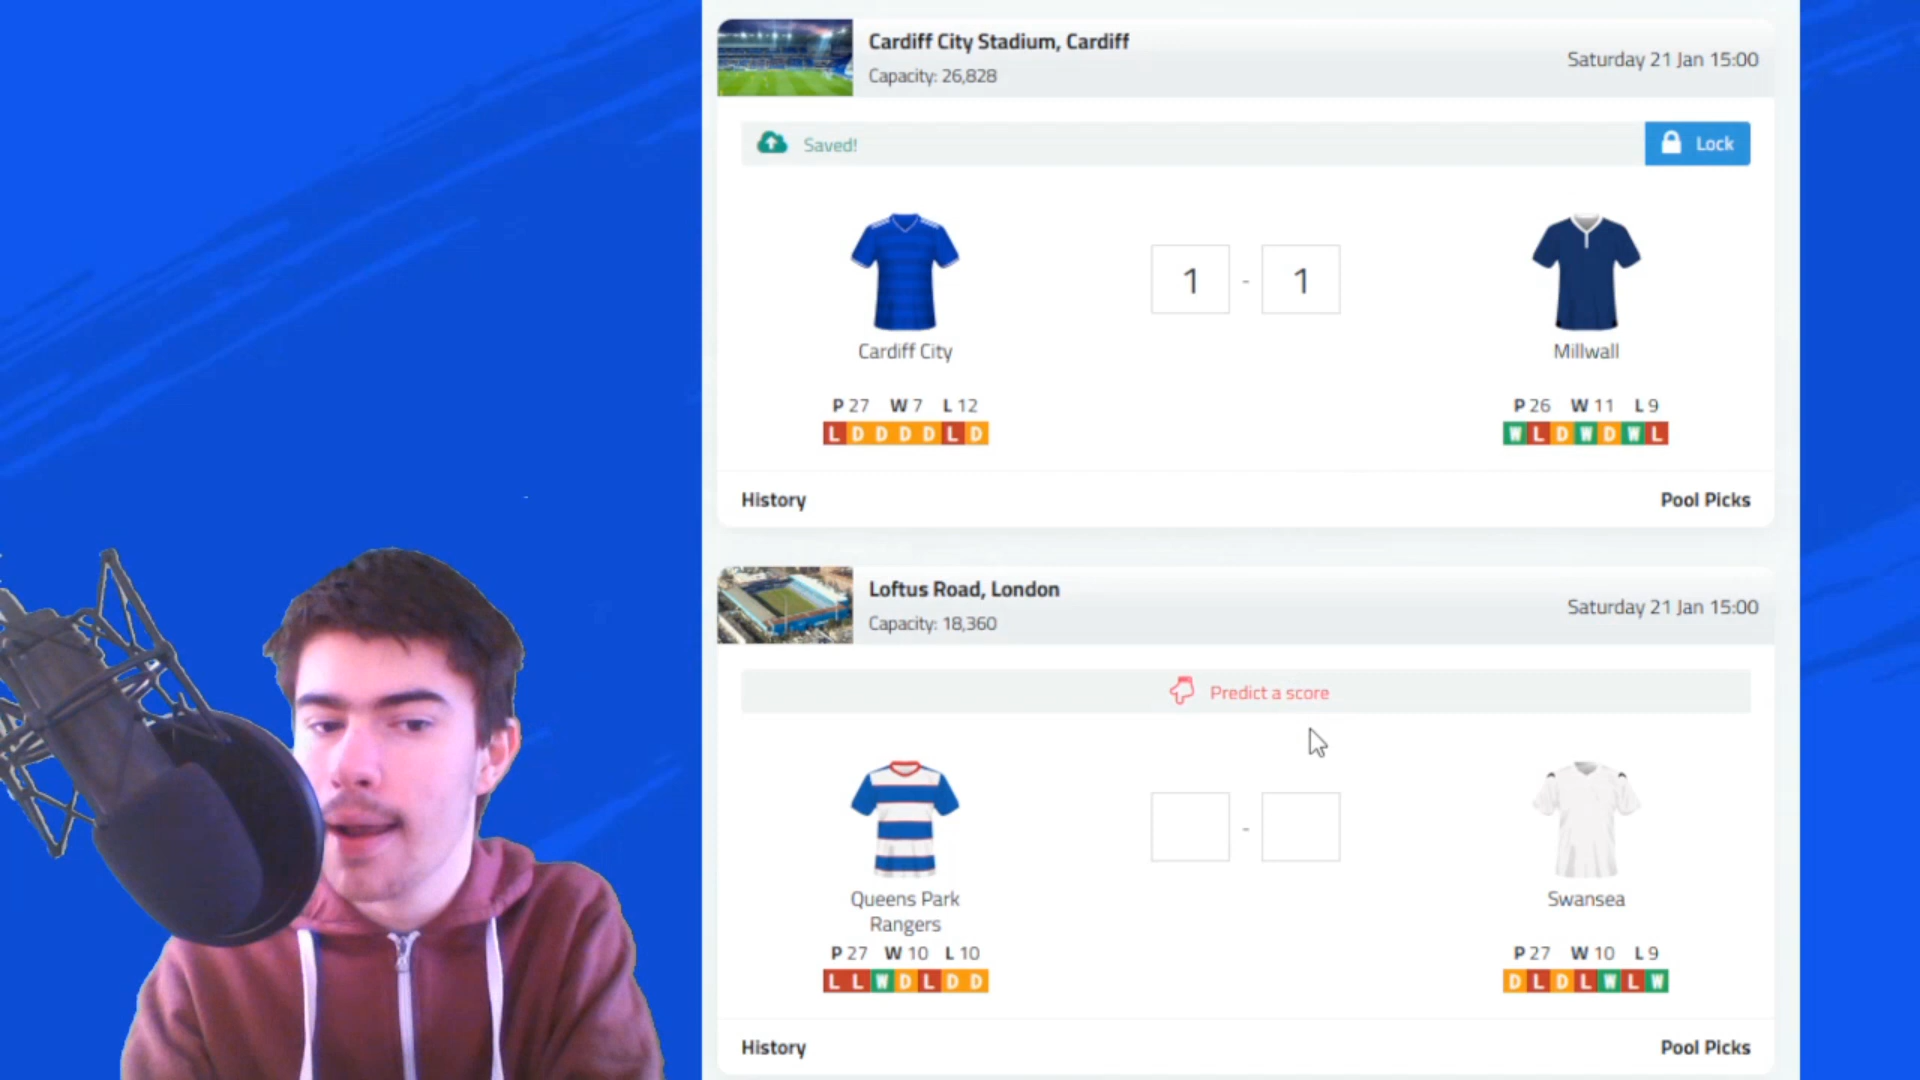 Cardiff City Stadium, Cardiff
Capacity: 26,828
Saturday 21 Jan 15:00
Saved!
Lock
1 - 1
Cardiff City
Millwall
P 27 W 7 L 12
P 26 W 11 L 9
L D D D D L D
W L D W D W L
History
Pool Picks
Loftus Road, London
Capacity: 18,360
Saturday 21 Jan 15:00
Predict a score
-
Queens Park
Rangers
Swansea
P 27 W 10 L 10
P 27 W 10 L 9
L L W D L D D
D L D L W L W
History
Pool Picks